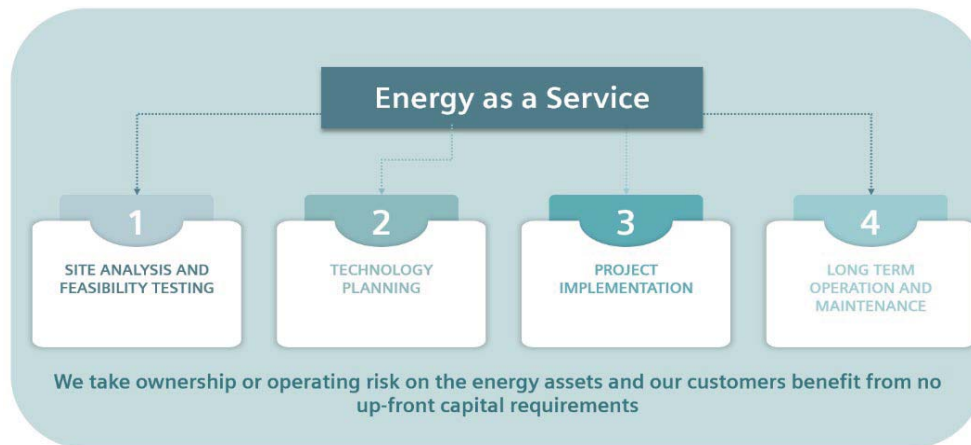 Energy as a Service
1
SITE ANALYSIS AND
FEASIBILITY TESTING
2
TECHNOLOGY
PLANNING
3
PROJECT
IMPLEMENTATION
4
LONG TERM
OPERATION AND
MAINTENANCE
We take ownership or operating risk on the energy assets and our customers benefit from no
up-front capital requirements